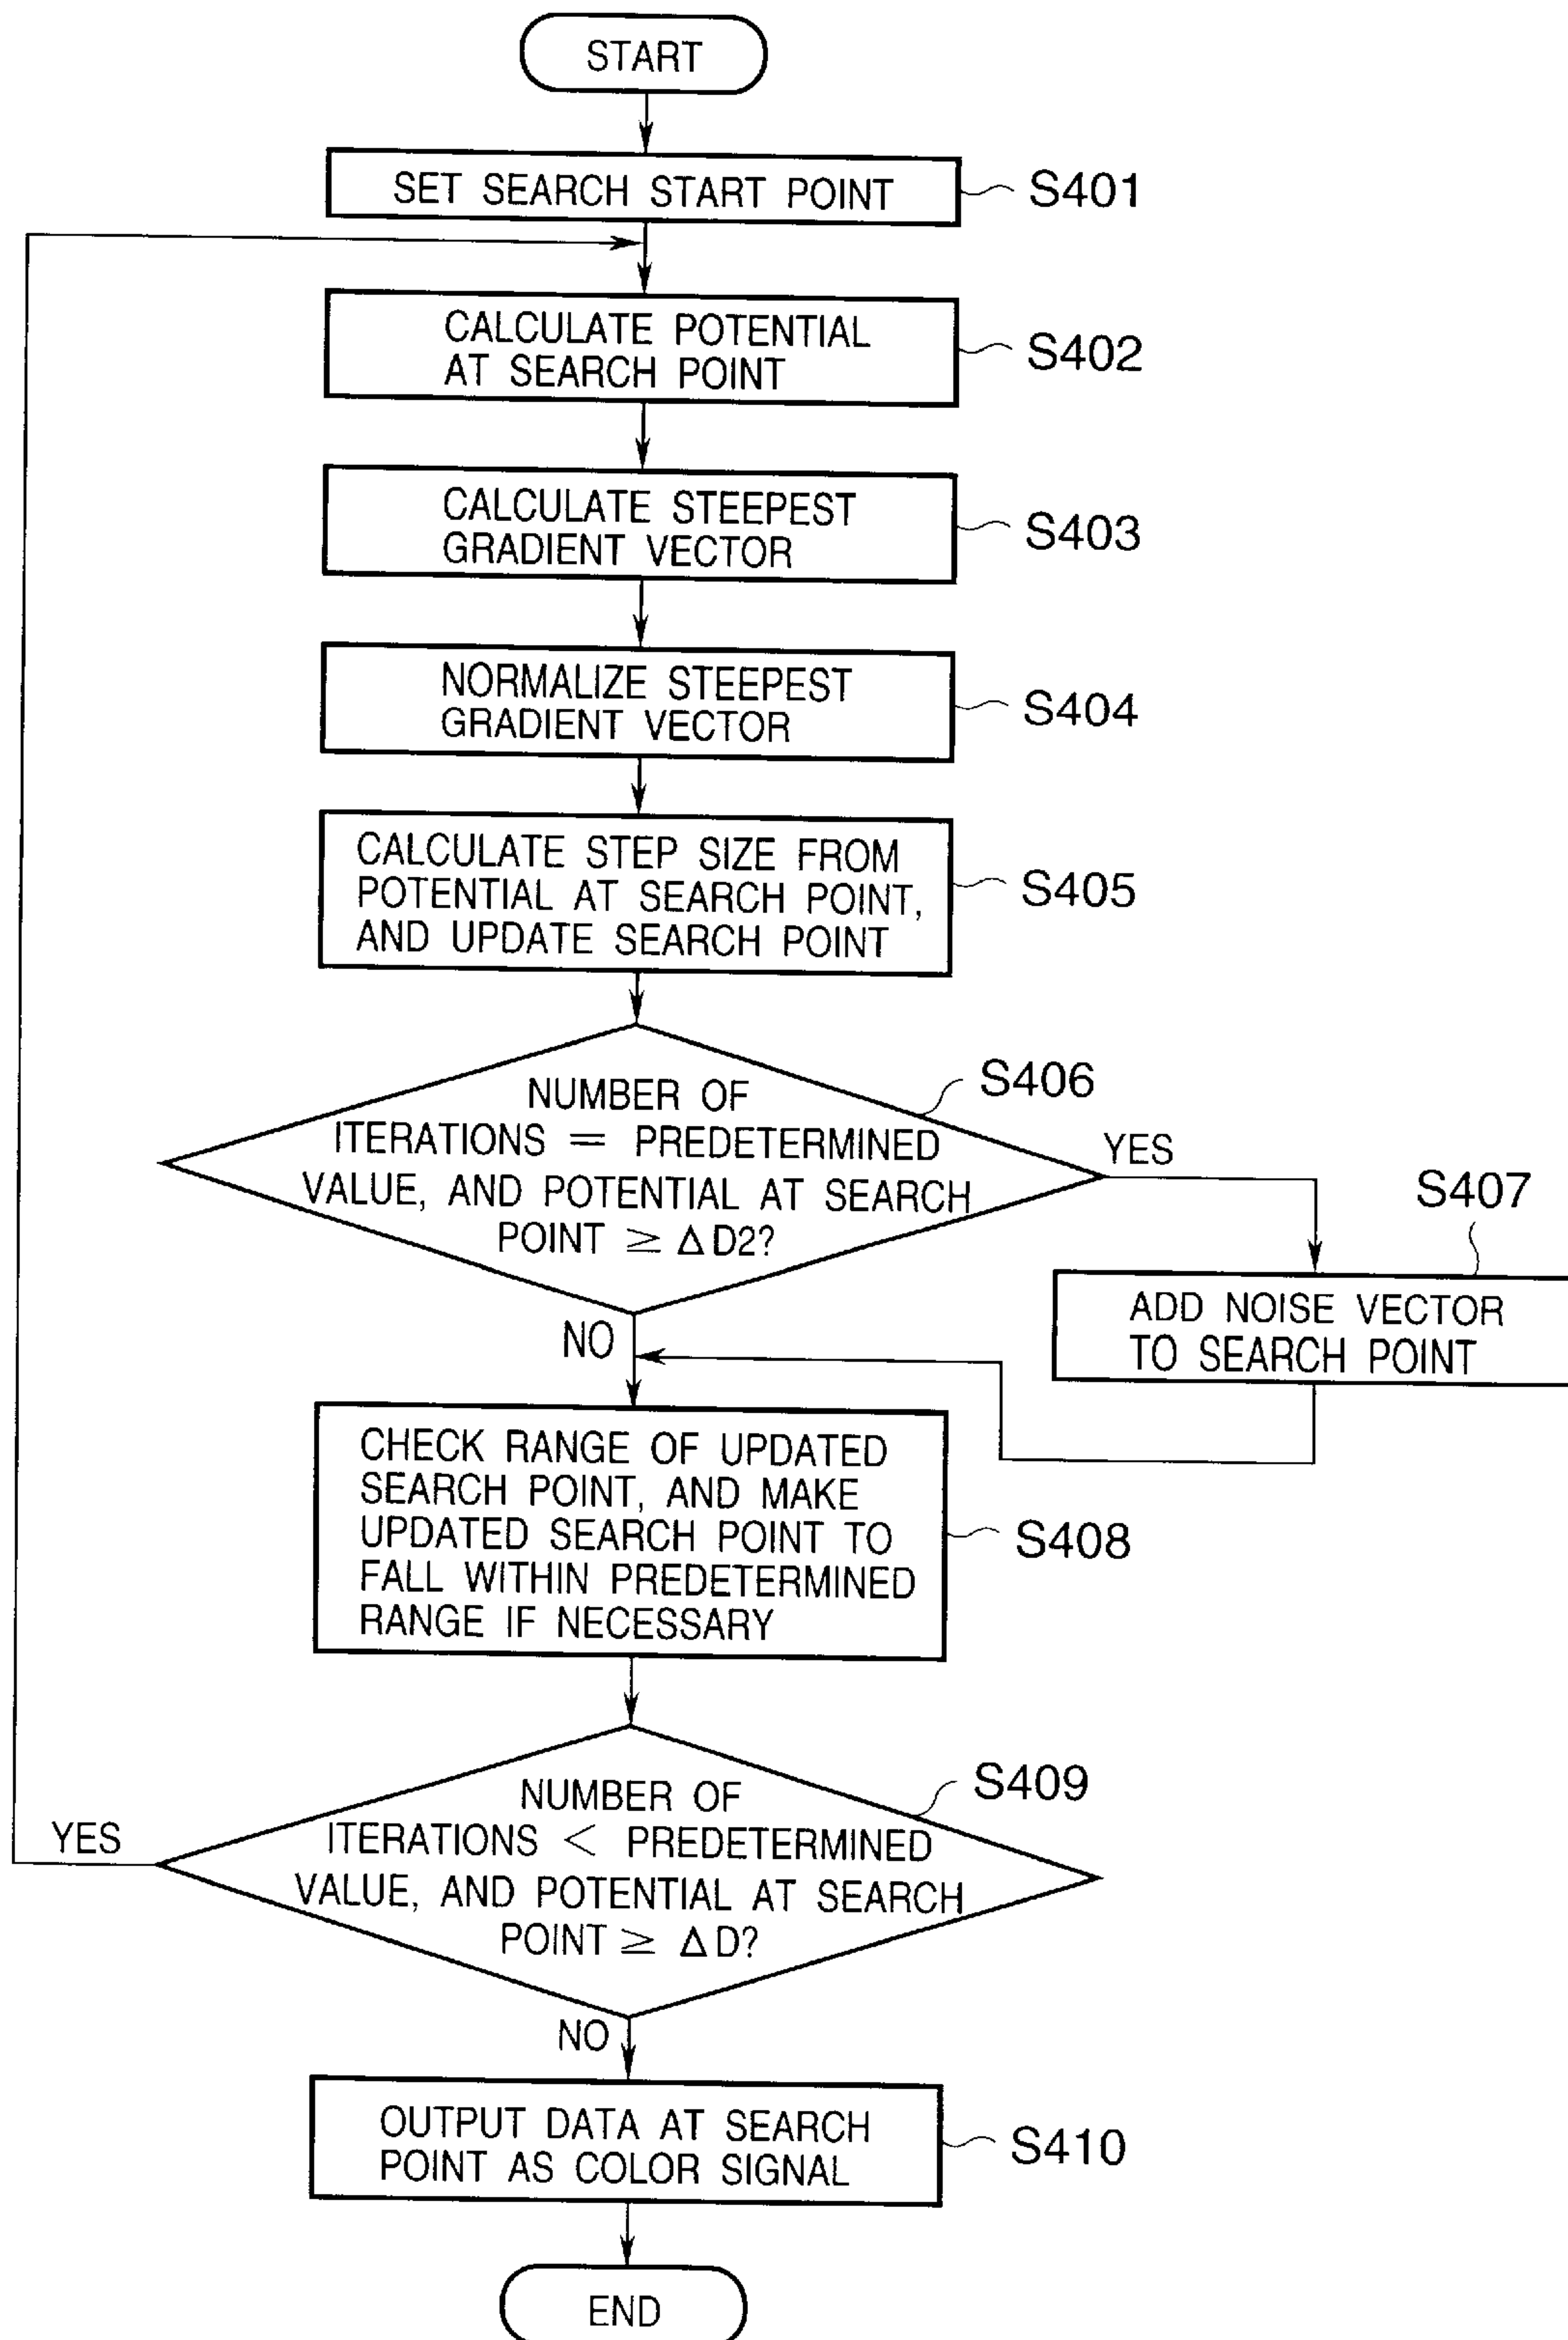 START
SET SEARCH START POINT
S401
CALCULATE POTENTIAL
AT SEARCH POINT
S402
CALCULATE STEEPEST
GRADIENT VECTOR
S403
NORMALIZE STEEPEST
GRADIENT VECTOR
S404
CALCULATE STEP SIZE FROM
POTENTIAL AT SEARCH POINT,
AND UPDATE SEARCH POINT
S405
NUMBER OF
ITERATIONS = PREDETERMINED
VALUE, AND POTENTIAL AT SEARCH
POINT ≧ ΔD2?
S406
YES
S407
ADD NOISE VECTOR
TO SEARCH POINT
NO
CHECK RANGE OF UPDATED
SEARCH POINT, AND MAKE
UPDATED SEARCH POINT TO
FALL WITHIN PREDETERMINED
RANGE IF NECESSARY
S408
NUMBER OF
ITERATIONS < PREDETERMINED
VALUE, AND POTENTIAL AT SEARCH
POINT ≧ ΔD?
S409
YES
NO
OUTPUT DATA AT SEARCH
POINT AS COLOR SIGNAL
S410
END